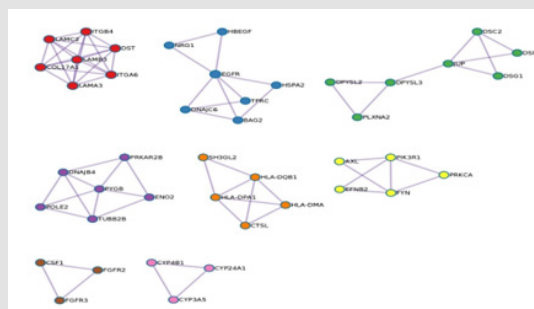 ITGB4
LAMC2
DST
LAMB3
COL17A1
ITGA6
LAMA3
HBEGF
NRG1
EGFR
HSPA2
TFRC
DNAJC6
BAG2
DSC2
JUP
DSG1
DPYSL2
DPYSL3
PLXNA2
PRKAR2B
DNAJB4
PYGB
ENO2
POLE2
TUBB2B
SH3GL2
HLA-DQB1
HLA-DPA1
HLA-DMA
CTSL
AXL
PIK3R1
PRKCA
EFNB2
FYN
CSF1
FGFR2
FGFR3
CYP4B1
CYP24A1
CYP3A5